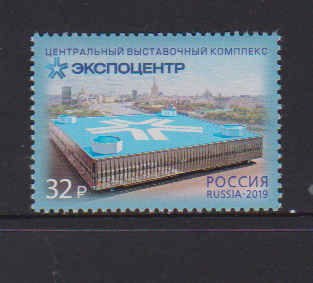 ЦЕНТРАЛЬНЫЙ ВЫСТАВОЧНЫЙ КОМПЛЕКС
ЭКСПОЦЕНТР
32 ₽
РОССИЯ
RUSSIA•2019